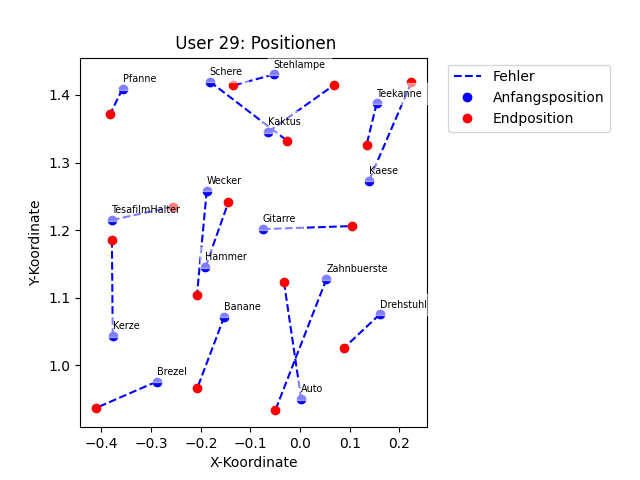 User 29: Positionen
Y-Koordinate
1.4
1.3
1.2
1.1
1.0
Pfanne
Schere
Stehlampe
Teekanne
Kaktus
Kaese
Wecker
TesafilmHalter
Gitarre
Hammer
Zahnbuerste
Banane
Drehstuhl
Kerze
Brezel
Auto
−0.4 −0.3 −0.2 −0.1 0.0 0.1 0.2
X-Koordinate
Fehler
Anfangsposition
Endposition